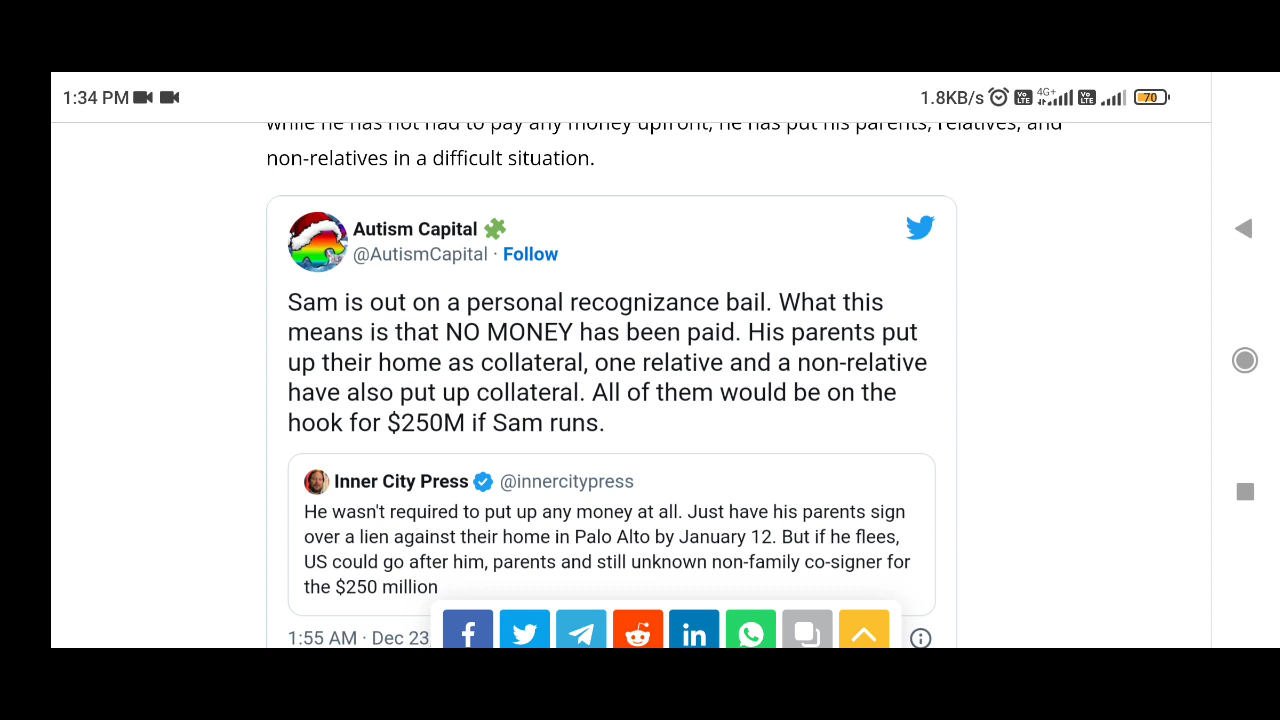 1:34 PM
1.8KB/s Vo LTE 4G+ Vo LTE 70
while he has not had to pay any money upfront, he has put his parents, relatives, and
non-relatives in a difficult situation.
Autism Capital
@AutismCapital · Follow
Sam is out on a personal recognizance bail. What this
means is that NO MONEY has been paid. His parents put
up their home as collateral, one relative and a non-relative
have also put up collateral. All of them would be on the
hook for $250M if Sam runs.
Inner City Press @innercitypress
He wasn't required to put up any money at all. Just have his parents sign
over a lien against their home in Palo Alto by January 12. But if he flees,
US could go after him, parents and still unknown non-family co-signer for
the $250 million
1:55 AM · Dec 23